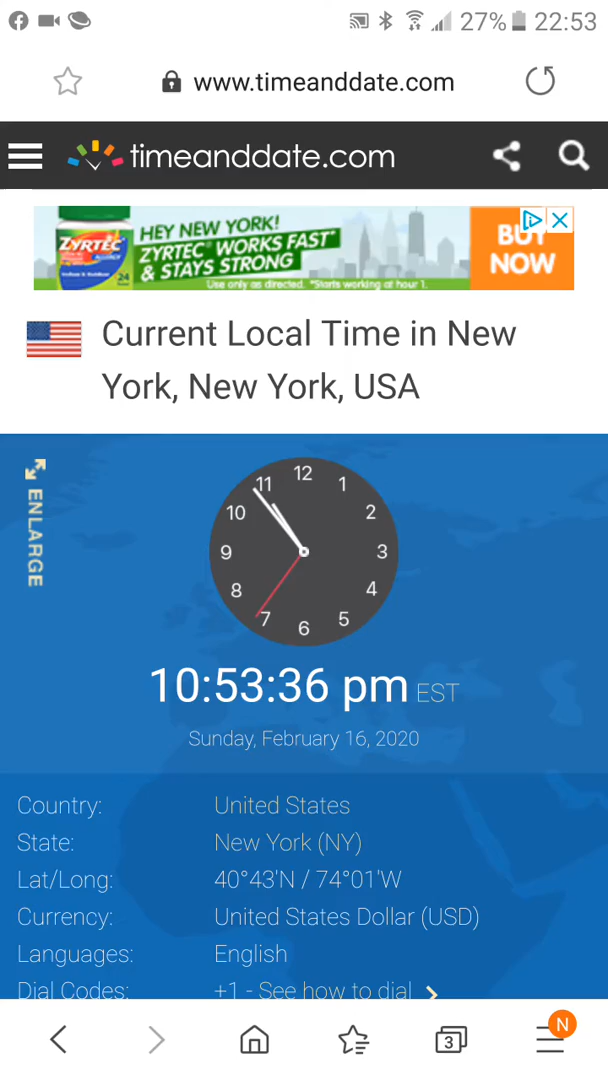 27% 22:53
www.timeanddate.com
timeanddate.com
HEY NEW YORK!
ZYRTEC® WORKS FAST*
& STAYS STRONG
ZYRTEC
ALLERGY
24
Use only as directed. *Starts working at hour 1.
BUY
NOW
Current Local Time in New
York, New York, USA
ENLARGE
12
11 1
10 2
9 3
8 4
7 5
6
10:53:36 pm EST
Sunday, February 16, 2020
Country: United States
State: New York (NY)
Lat/Long: 40°43'N / 74°01'W
Currency: United States Dollar (USD)
Languages: English
Dial Codes: +1 - See how to dial
3
N